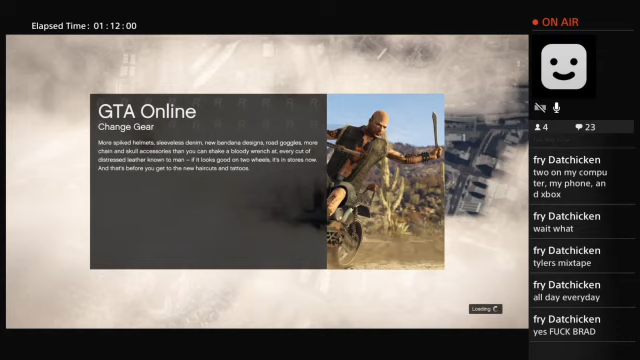 Elapsed Time: 01:12:00
ON AIR
GTA Online
Change Gear
More spiked helmets, sleeveless denim, new bandana designs, road goggles, more
chain and skull accessories than you can shake a bloody wrench at, every cut of
distressed leather known to man – if it looks good on two wheels, it's in stores now.
And that's before you get to the new haircuts and tattoos.
Loading
4
23
fry Datchicken
two on my compu
ter, my phone, an
d xbox
fry Datchicken
wait what
fry Datchicken
tylers mixtape
fry Datchicken
all day everyday
fry Datchicken
yes FUCK BRAD